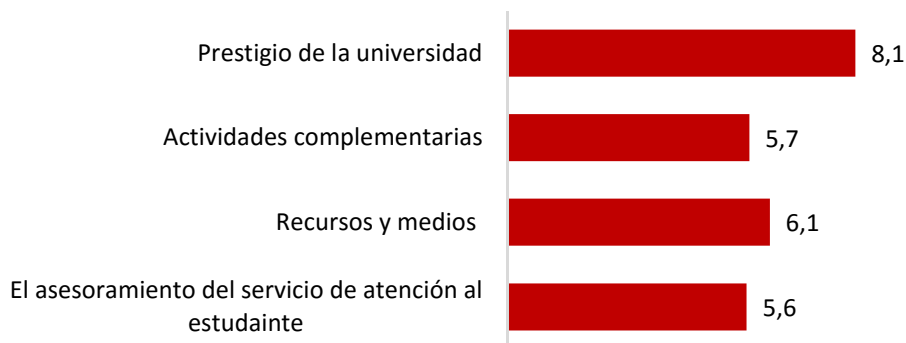 Prestigio de la universidad
8,1
Actividades complementarias
5,7
Recursos y medios
6,1
El asesoramiento del servicio de atención al
estudainte
5,6